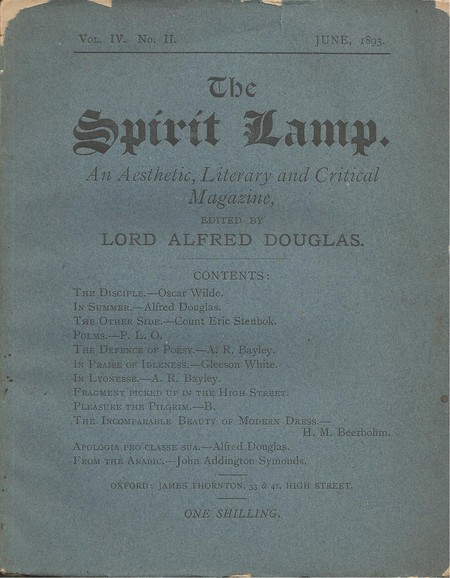 Vol. IV. No. II. JUNE, 1893.
The
Spirit Lamp.
An Aesthetic, Literary and Critical
Magazine,
EDITED BY
LORD ALFRED DOUGLAS.
CONTENTS:
The Disciple.—Oscar Wilde.
In Summer.—Alfred Douglas.
The Other Side.—Count Eric Stenbok.
Poems.—P. L. O.
The Defence of Poesy.—A. R. Bayley.
In Praise of Idleness.—Gleeson White.
In Lyonesse.—A. R. Bayley.
Fragment picked up in the High Street.
Pleasure the Pilgrim.—B.
The Incomparable Beauty of Modern Dress.—
H. M. Beerbohm.
Apologia pro classe sua.—Alfred Douglas.
From the Arabic.—John Addington Symonds.
OXFORD: JAMES THORNTON, 33 & 41, HIGH STREET.
ONE SHILLING.